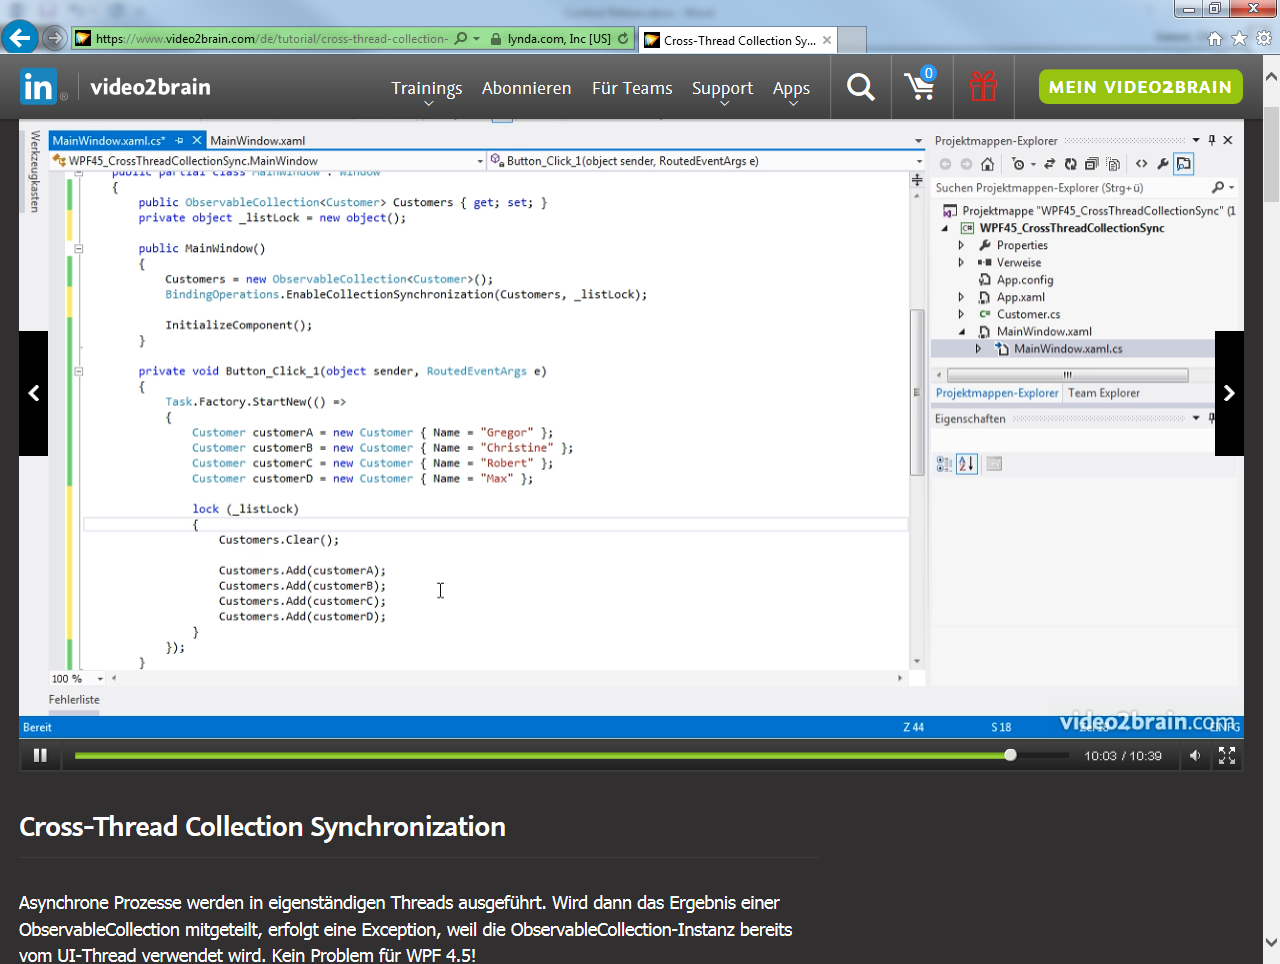 https://www.video2brain.com/de/tutorial/cross-thread-collection-
lynda.com, Inc [US]
Cross-Thread Collection Sy...
in ® video2brain
Trainings Abonnieren Für Teams Support Apps 0 MEIN VIDEO2BRAIN
Werkzeugkasten
MainWindow.xaml.cs* MainWindow.xaml
WPF45_CrossThreadCollectionSync.MainWindow Button_Click_1(object sender, RoutedEventArgs e)
public partial class MainWindow : Window
{
public ObservableCollection<Customer> Customers { get; set; }
private object _listLock = new object();
public MainWindow()
{
Customers = new ObservableCollection<Customer>();
BindingOperations.EnableCollectionSynchronization(Customers, _listLock);
InitializeComponent();
}
private void Button_Click_1(object sender, RoutedEventArgs e)
{
Task.Factory.StartNew(() =>
{
Customer customerA = new Customer { Name = "Gregor" };
Customer customerB = new Customer { Name = "Christine" };
Customer customerC = new Customer { Name = "Robert" };
Customer customerD = new Customer { Name = "Max" };
lock (_listLock)
{
Customers.Clear();
Customers.Add(customerA);
Customers.Add(customerB);
Customers.Add(customerC);
Customers.Add(customerD);
}
});
}
100 %
Fehlerliste
Projektmappen-Explorer
Suchen Projektmappen-Explorer (Strg+ü)
Projektmappe "WPF45_CrossThreadCollectionSync" (1
WPF45_CrossThreadCollectionSync
Properties
Verweise
App.config
App.xaml
Customer.cs
MainWindow.xaml
MainWindow.xaml.cs
Projektmappen-Explorer Team Explorer
Eigenschaften
Bereit Z 44 S 18 EINFG
video2brain.com
10:03 / 10:39
Cross-Thread Collection Synchronization
Asynchrone Prozesse werden in eigenständigen Threads ausgeführt. Wird dann das Ergebnis einer
ObservableCollection mitgeteilt, erfolgt eine Exception, weil die ObservableCollection-Instanz bereits
vom UI-Thread verwendet wird. Kein Problem für WPF 4.5!